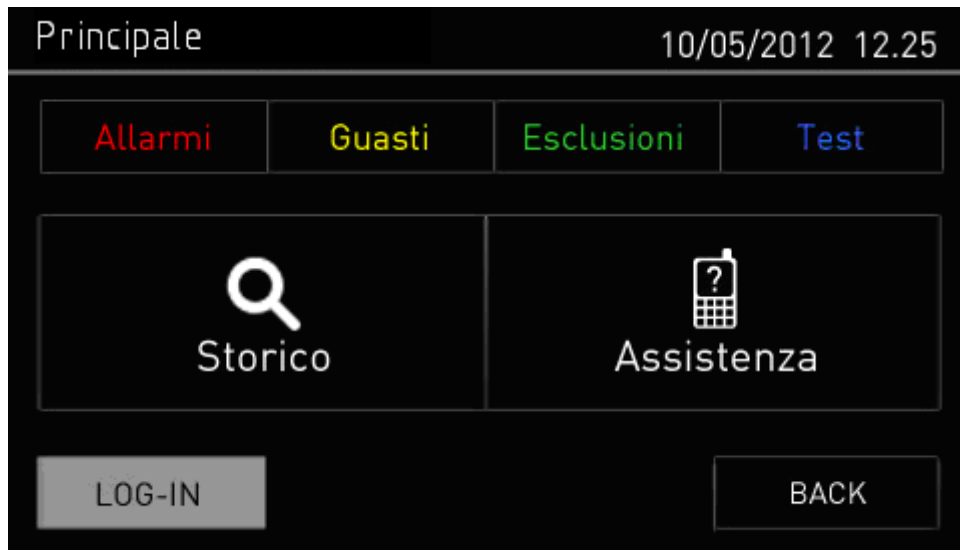 Principale 10/05/2012 12.25
Allarmi Guasti Esclusioni Test
?
Storico Assistenza
LOG-IN BACK